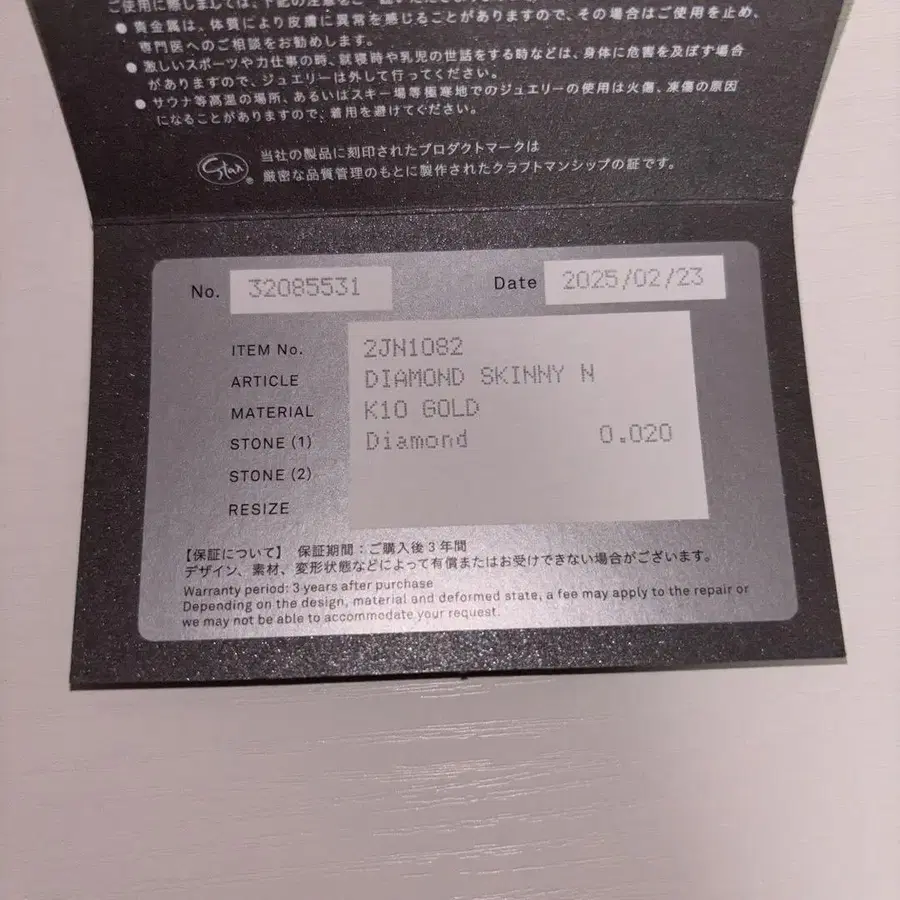 ご使用に際しましては、下記の注意をご
● 貴金属は、体質により皮膚に異常を感じることがありますので、その場合はご使用を止め、
専門医へのご相談をお勧めします。
● 激しいスポーツや力仕事の時、就寝時や乳児の世話をする時などは、身体に危害を及ぼす場合
がありますので、ジュエリーは外して行ってください。
● サウナ等高温の場所、あるいはスキー場等極寒地でのジュエリーの使用は火傷、凍傷の原因
になることがありますので、着用を避けてください。
Star ®
当社の製品に刻印されたプロダクトマークは
厳密な品質管理のもとに製作されたクラフトマンシップの証です。
No. 32085531 Date 2025/02/23
ITEM No. 2JN1082
ARTICLE DIAMOND SKINNY N
MATERIAL K10 GOLD
STONE (1) Diamond 0.020
STONE (2)
RESIZE
【保証について】 保証期間：ご購入後3年間
デザイン、素材、変形状態などによって有償またはお受けできない場合がございます。
Warranty period: 3 years after purchase
Depending on the design, material and deformed state, a fee may apply to the repair or
we may not be able to accommodate your request.